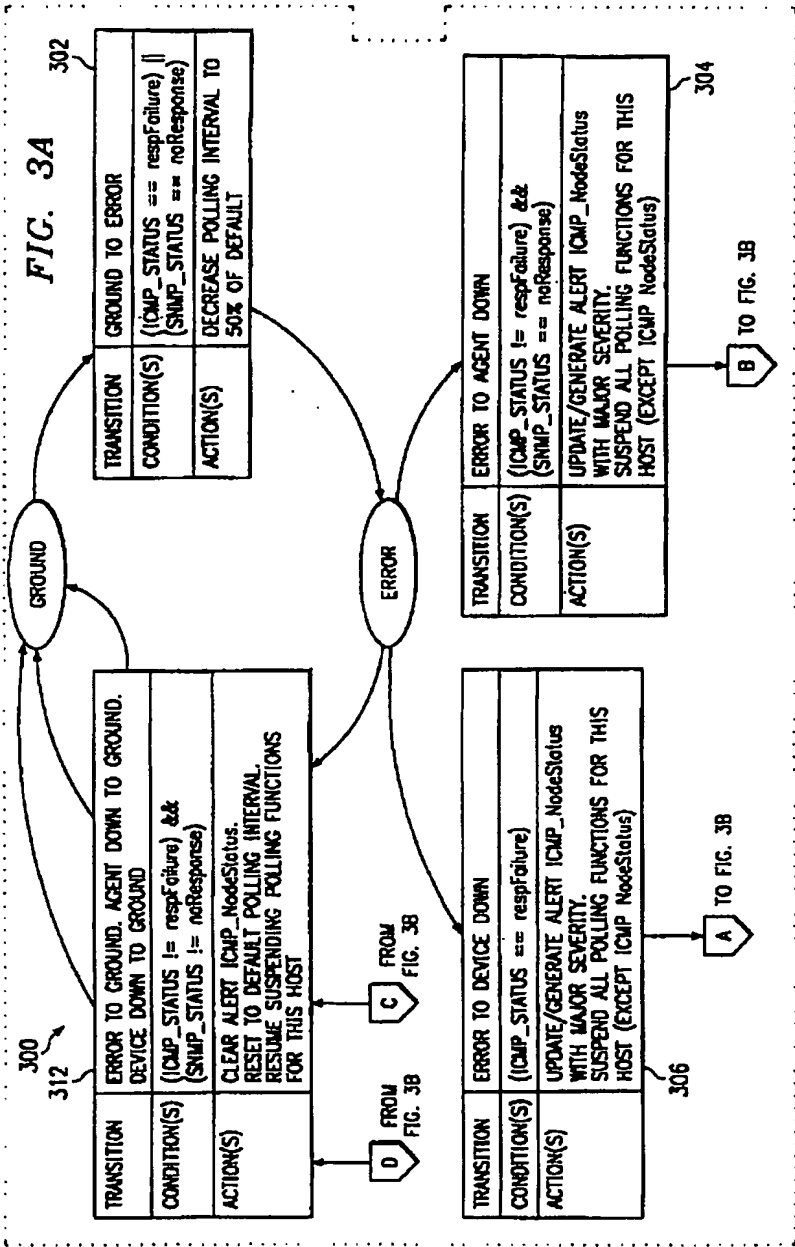 FIG. 3A
300
GROUND
302
TRANSITION GROUND TO ERROR
CONDITION(S) (ICMP_STATUS == respFailure) ||
(SNMP_STATUS == noResponse)
ACTION(S) DECREASE POLLING INTERVAL TO
50% OF DEFAULT
312
TRANSITION ERROR TO GROUND. AGENT DOWN TO GROUND.
DEVICE DOWN TO GROUND
CONDITION(S) (ICMP_STATUS != respFailure) &&
(SNMP_STATUS != noResponse)
ACTION(S) CLEAR ALERT ICMP_NodeStatus.
RESET TO DEFAULT POLLING INTERVAL.
RESUME SUSPENDING POLLING FUNCTIONS
FOR THIS HOST
D FROM
FIG. 3B
C FROM
FIG. 3B
ERROR
306
TRANSITION ERROR TO DEVICE DOWN
CONDITION(S) (ICMP_STATUS == respFailure)
ACTION(S) UPDATE/GENERATE ALERT ICMP_NodeStatus
WITH MAJOR SEVERITY.
SUSPEND ALL POLLING FUNCTIONS FOR THIS
HOST (EXCEPT ICMP NodeStatus)
A TO FIG. 3B
304
TRANSITION ERROR TO AGENT DOWN
CONDITION(S) (ICMP_STATUS != respFailure) &&
(SNMP_STATUS == noResponse)
ACTION(S) UPDATE/GENERATE ALERT ICMP_NodeStatus
WITH MAJOR SEVERITY.
SUSPEND ALL POLLING FUNCTIONS FOR THIS
HOST (EXCEPT ICMP NodeStatus)
B TO FIG. 3B